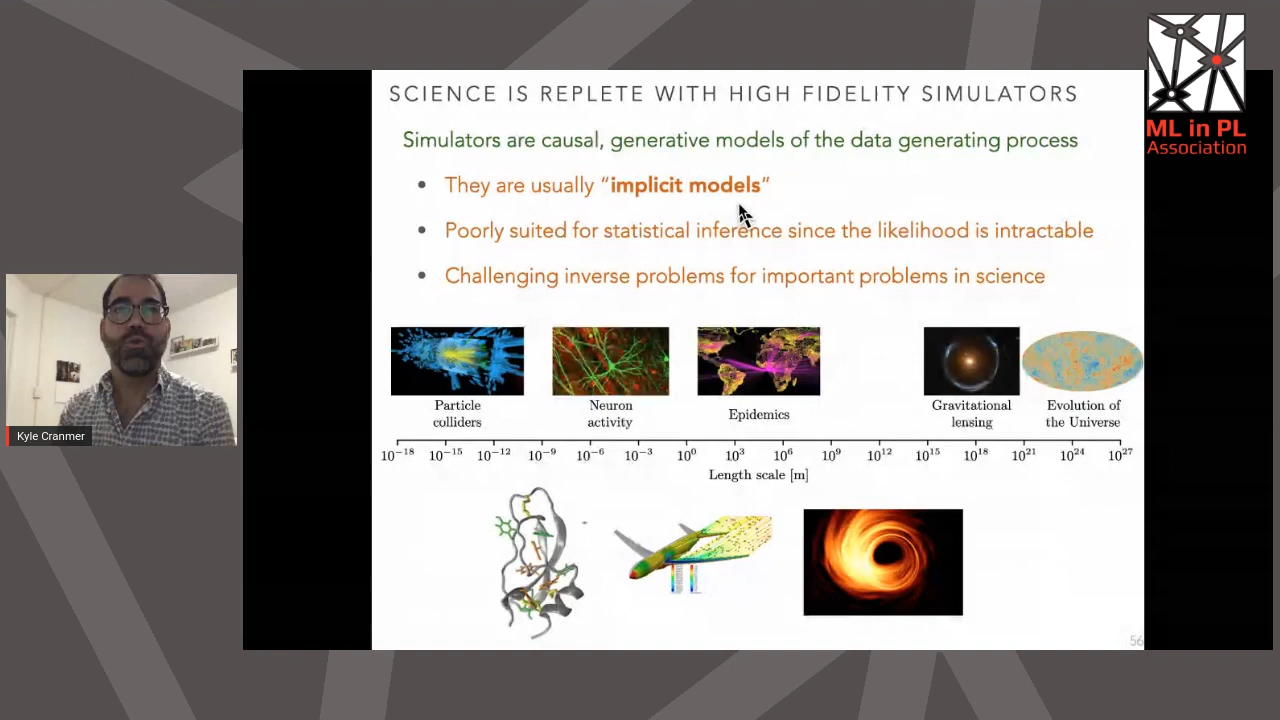 SCIENCE IS REPLETE WITH HIGH FIDELITY SIMULATORS
Simulators are causal, generative models of the data generating process
• They are usually “implicit models”
• Poorly suited for statistical inference since the likelihood is intractable
• Challenging inverse problems for important problems in science
Particle
colliders
Neuron
activity
Epidemics
Gravitational
lensing
Evolution of
the Universe
10⁻¹⁸ 10⁻¹⁵ 10⁻¹² 10⁻⁹ 10⁻⁶ 10⁻³ 10⁰ 10³ 10⁶ 10⁹ 10¹² 10¹⁵ 10¹⁸ 10²¹ 10²⁴ 10²⁷
Length scale [m]
56
Kyle Cranmer
ML in PL
Association